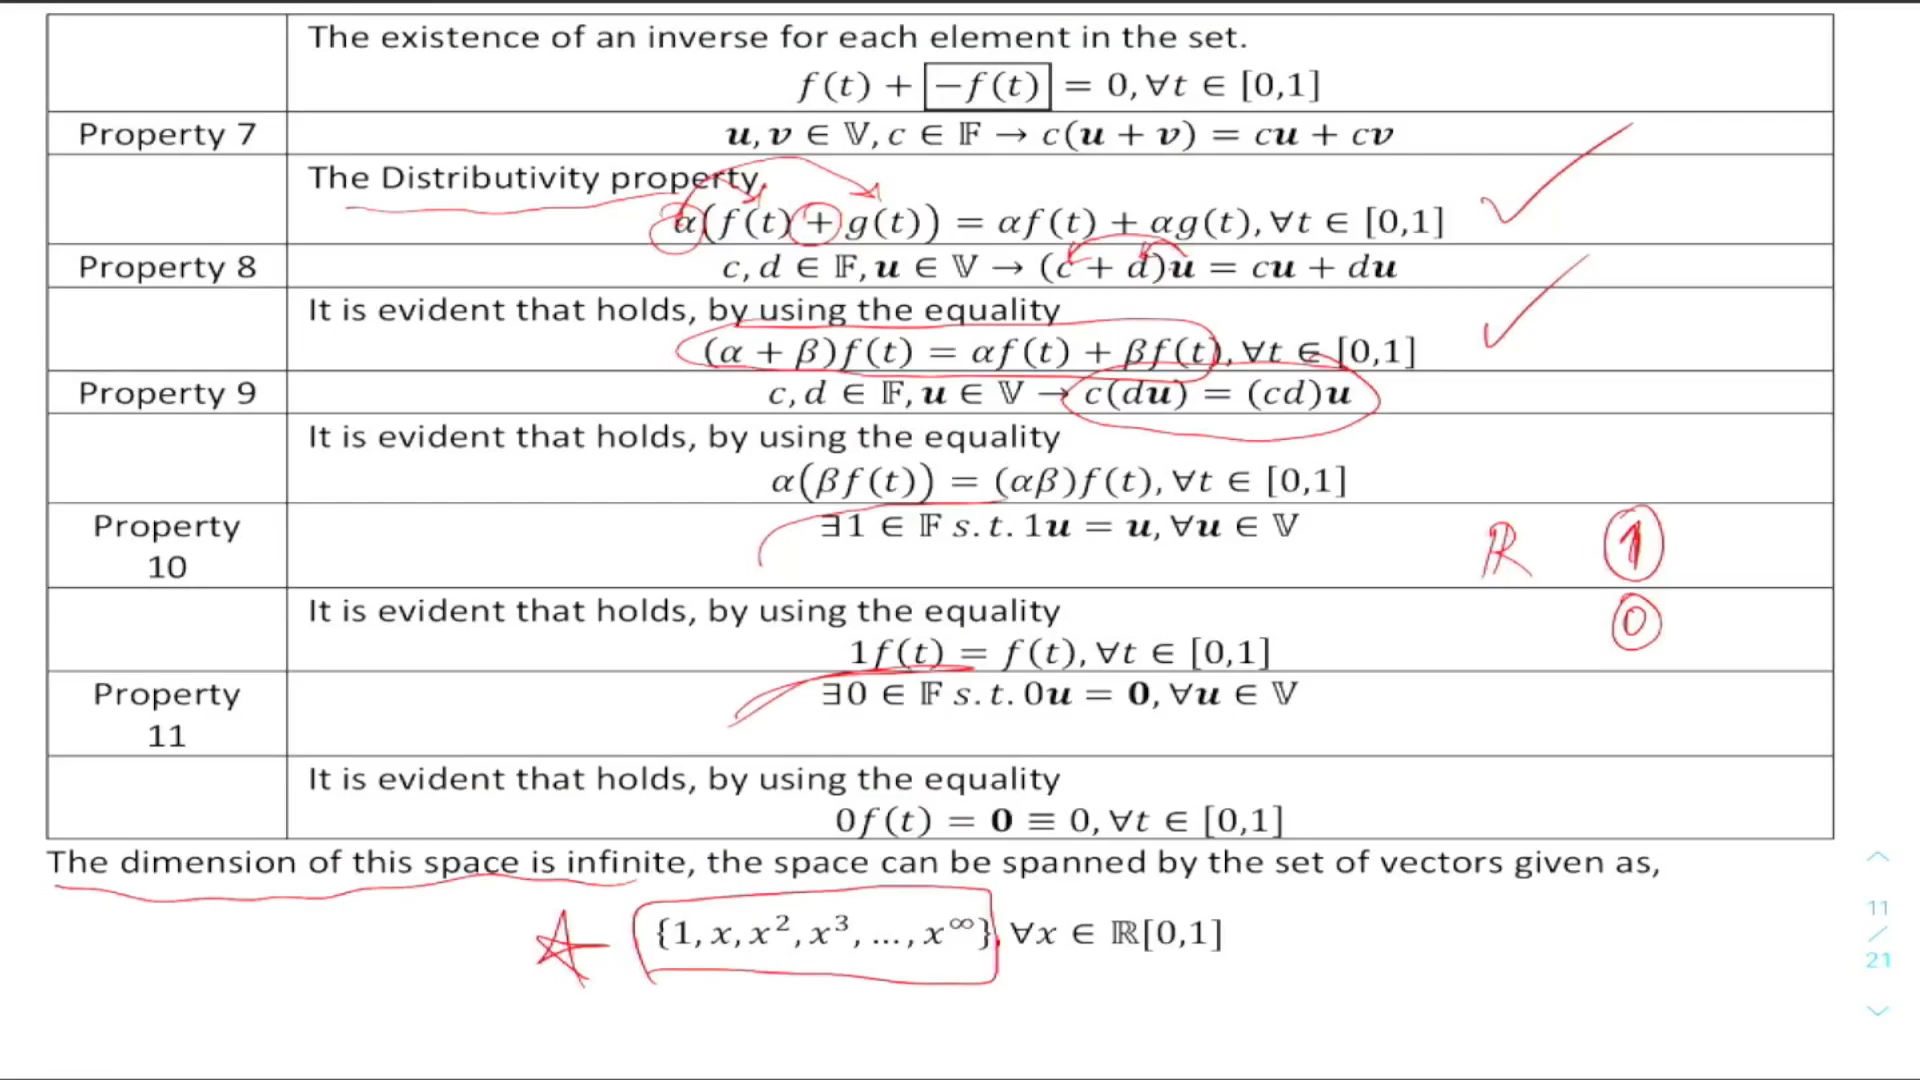 The existence of an inverse for each element in the set.
f(t) + −f(t) = 0, ∀t ∈ [0,1]
Property 7
u, v ∈ 𝕍, c ∈ 𝔽 → c(u + v) = cu + cv
The Distributivity property,
α(f(t) + g(t)) = αf(t) + αg(t), ∀t ∈ [0,1]
Property 8
c, d ∈ 𝔽, u ∈ 𝕍 → (c + d)u = cu + du
It is evident that holds, by using the equality
(α + β)f(t) = αf(t) + βf(t), ∀t ∈ [0,1]
Property 9
c, d ∈ 𝔽, u ∈ 𝕍 → c(du) = (cd)u
It is evident that holds, by using the equality
α(βf(t)) = (αβ)f(t), ∀t ∈ [0,1]
Property
10
∃1 ∈ 𝔽 s.t. 1u = u, ∀u ∈ 𝕍
ℝ 1
It is evident that holds, by using the equality
0
1f(t) = f(t), ∀t ∈ [0,1]
Property
11
∃0 ∈ 𝔽 s.t. 0u = 0, ∀u ∈ 𝕍
It is evident that holds, by using the equality
0f(t) = 0 ≡ 0, ∀t ∈ [0,1]
The dimension of this space is infinite, the space can be spanned by the set of vectors given as,
{1, x, x², x³, ..., x^∞}, ∀x ∈ ℝ[0,1]
11
/
21